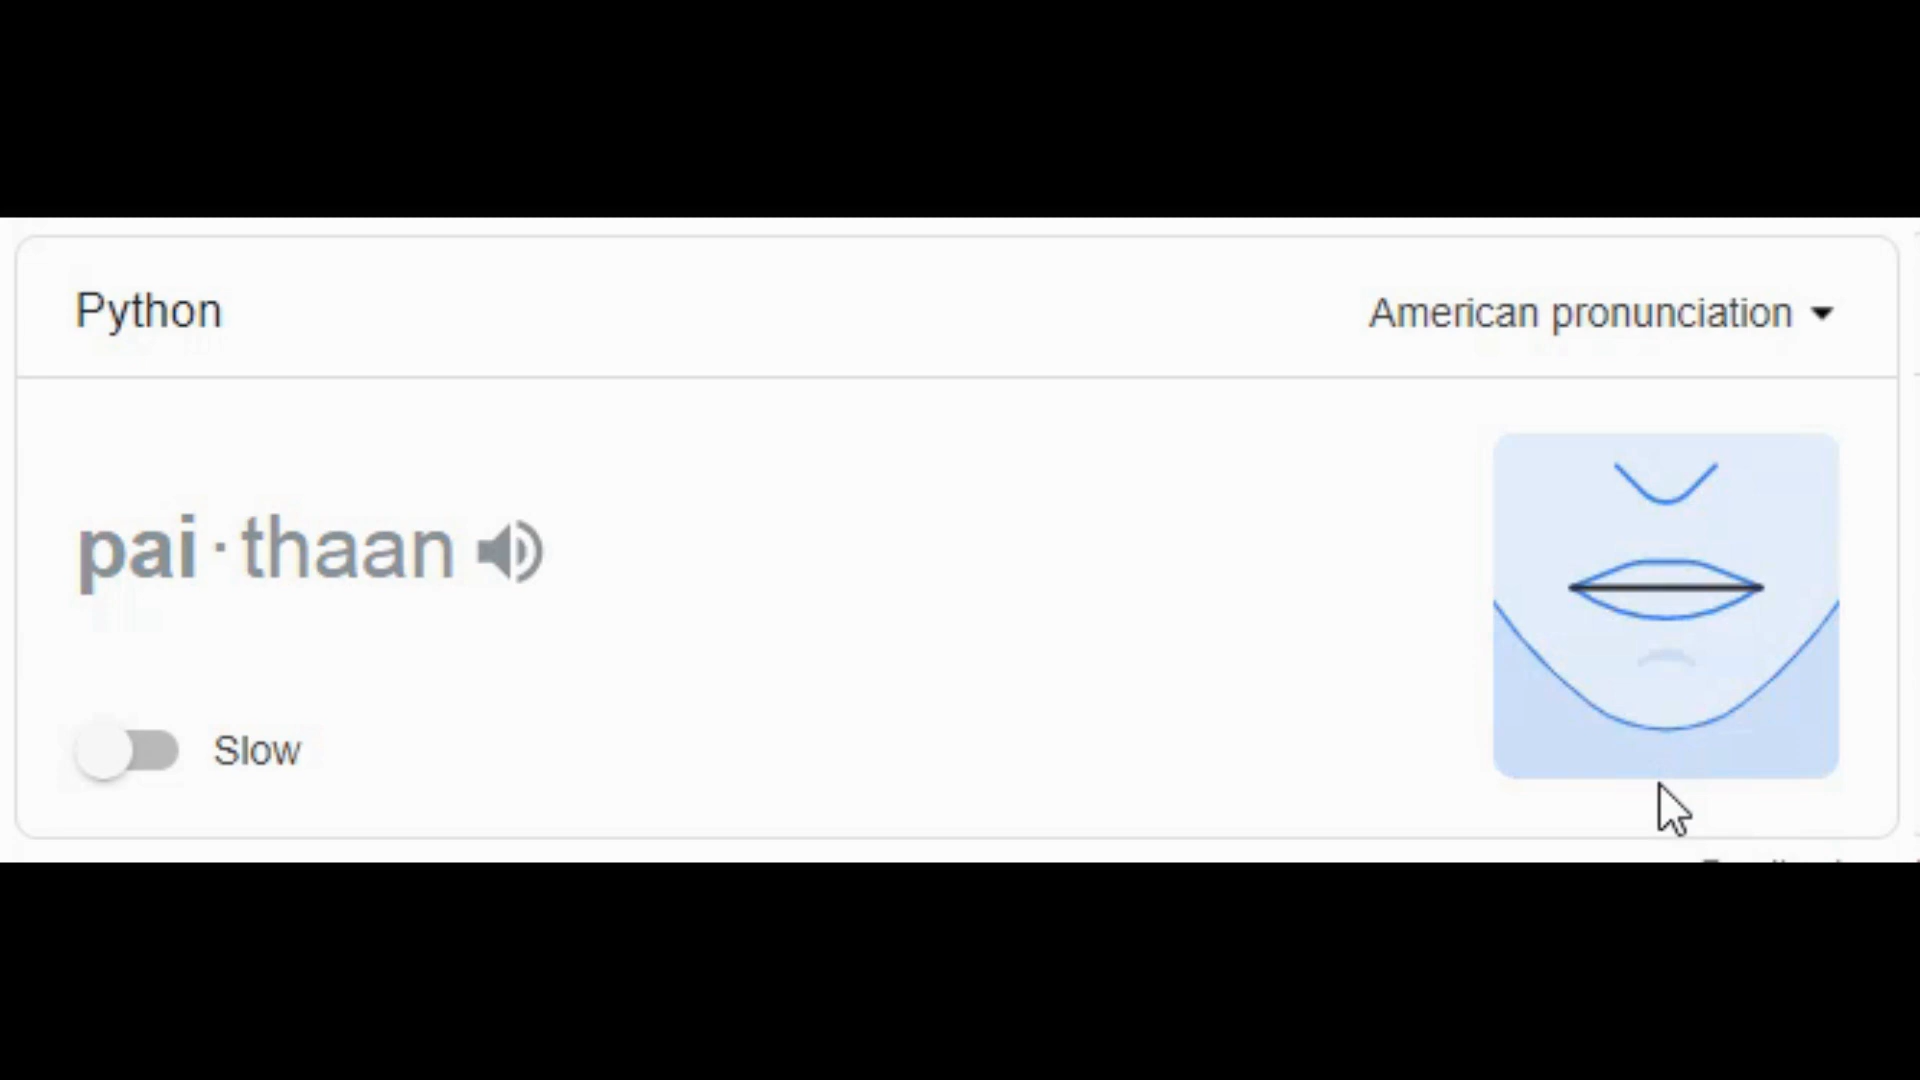 Python
American pronunciation
pai·thaan
Slow